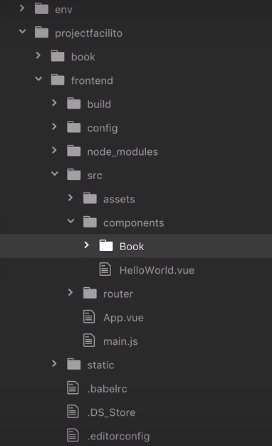 env
projectfacilito
book
frontend
build
config
node_modules
src
assets
components
Book
HelloWorld.vue
router
App.vue
main.js
static
.babelrc
.DS_Store
.editorconfig